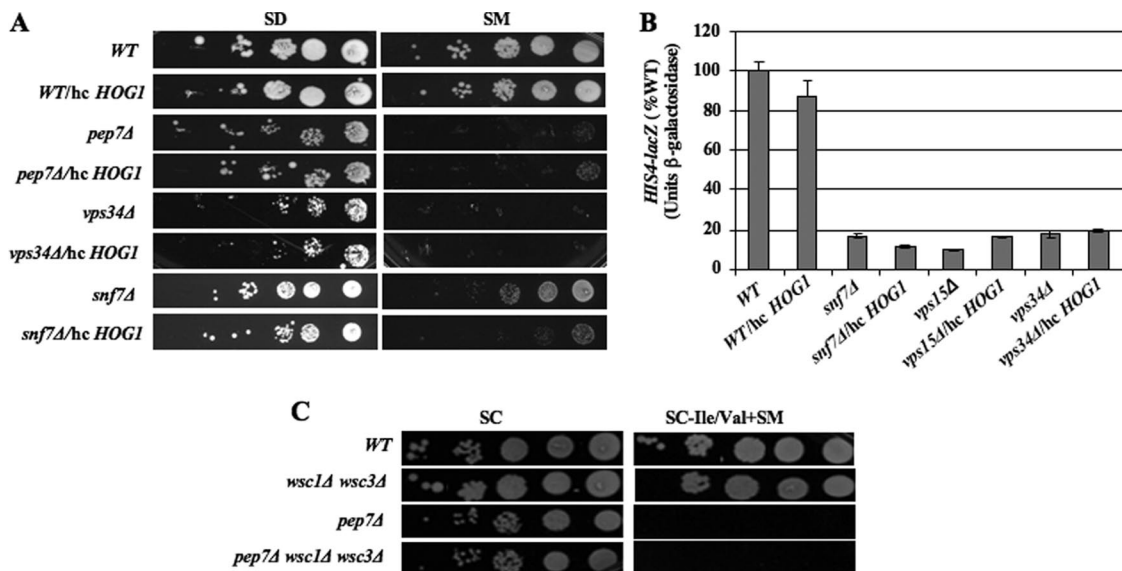 A
SD
SM
WT
WT/hc HOG1
pep7Δ
pep7Δ/hc HOG1
vps34Δ
vps34Δ/hc HOG1
snf7Δ
snf7Δ/hc HOG1
B
HIS4-lacZ (%WT)
(Units β-galactosidase)
120
100
80
60
40
20
0
WT
WT/hc HOG1
snf7Δ
snf7Δ/hc HOG1
vps15Δ
vps15Δ/hc HOG1
vps34Δ
vps34Δ/hc HOG1
C
SC
SC-Ile/Val+SM
WT
wsc1Δ wsc3Δ
pep7Δ
pep7Δ wsc1Δ wsc3Δ